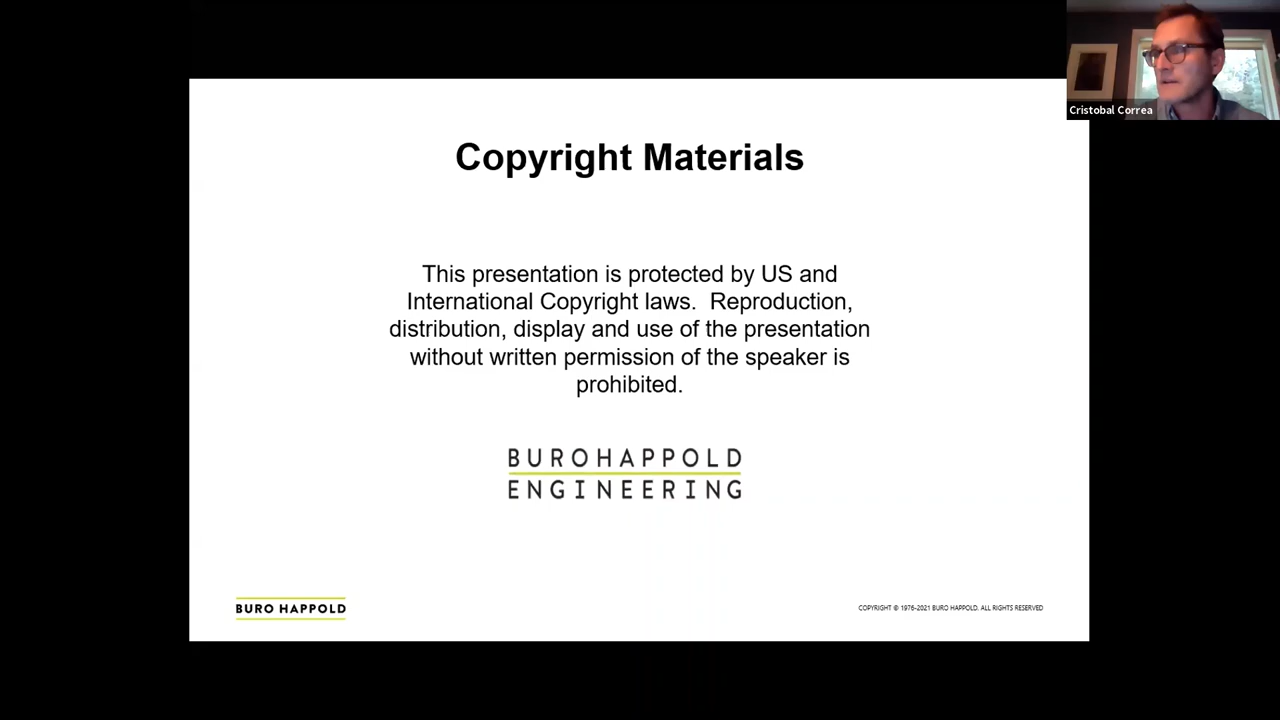 Cristobal Correa
Copyright Materials
This presentation is protected by US and
International Copyright laws.  Reproduction,
distribution, display and use of the presentation
without written permission of the speaker is
prohibited.
BUROHAPPOLD
ENGINEERING
BURO HAPPOLD
COPYRIGHT © 1976-2021 BURO HAPPOLD. ALL RIGHTS RESERVED